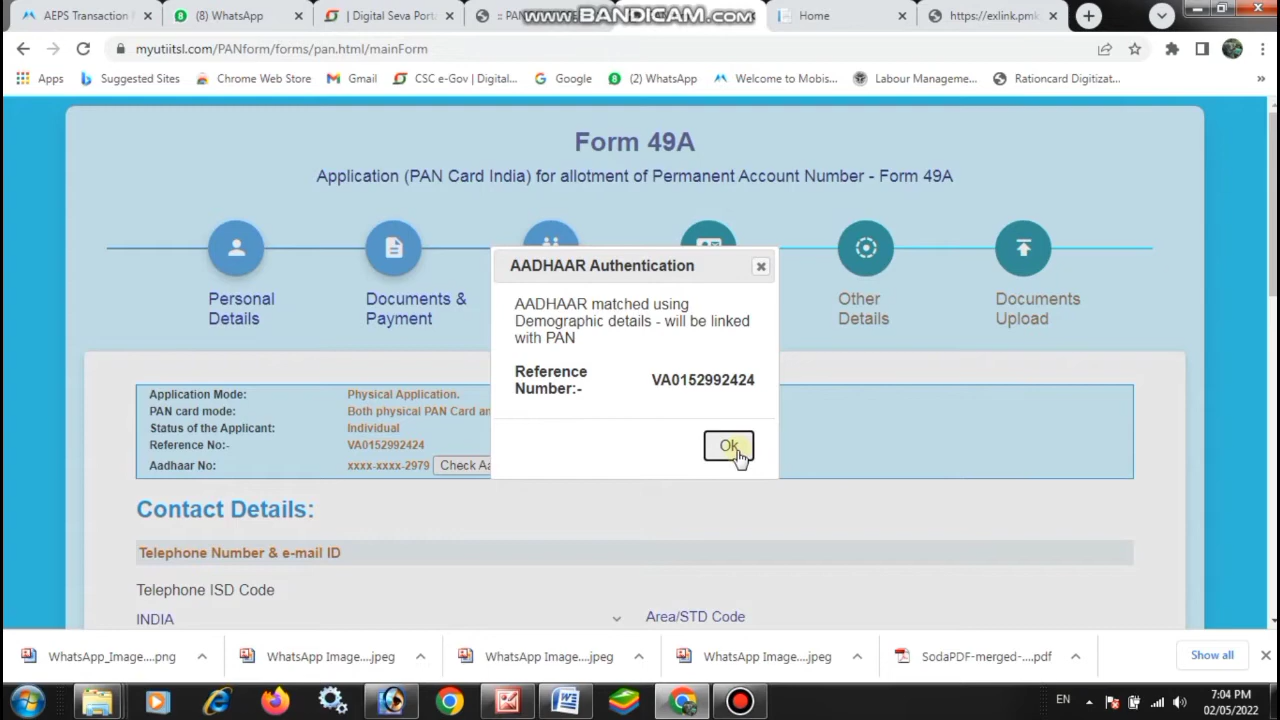 AEPS Transaction
(8) WhatsApp
| Digital Seva Port
:: PAN
www.BANDICAM.com
Home
https://exlink.pm
myutiitsl.com/PANform/forms/pan.html/mainForm
Apps
Suggested Sites
Chrome Web Store
Gmail
CSC e-Gov | Digital...
Google
(2) WhatsApp
Welcome to Mobis...
Labour Manageme...
Rationcard Digitizat...
»
Form 49A
Application (PAN Card India) for allotment of Permanent Account Number - Form 49A
Personal
Details
Documents &
Payment
Other
Details
Documents
Upload
AADHAAR Authentication
AADHAAR matched using
Demographic details - will be linked
with PAN
Reference
Number:-
VA0152992424
Ok
Application Mode: Physical Application.
PAN card mode: Both physical PAN Card an
Status of the Applicant: Individual
Reference No:- VA0152992424
Aadhaar No: xxxx-xxxx-2979 Check Aa
Contact Details:
Telephone Number & e-mail ID
Telephone ISD Code
INDIA
Area/STD Code
WhatsApp_Image....png
WhatsApp Image....jpeg
WhatsApp Image....jpeg
WhatsApp Image....jpeg
SodaPDF-merged-....pdf
Show all
EN
7:04 PM
02/05/2022